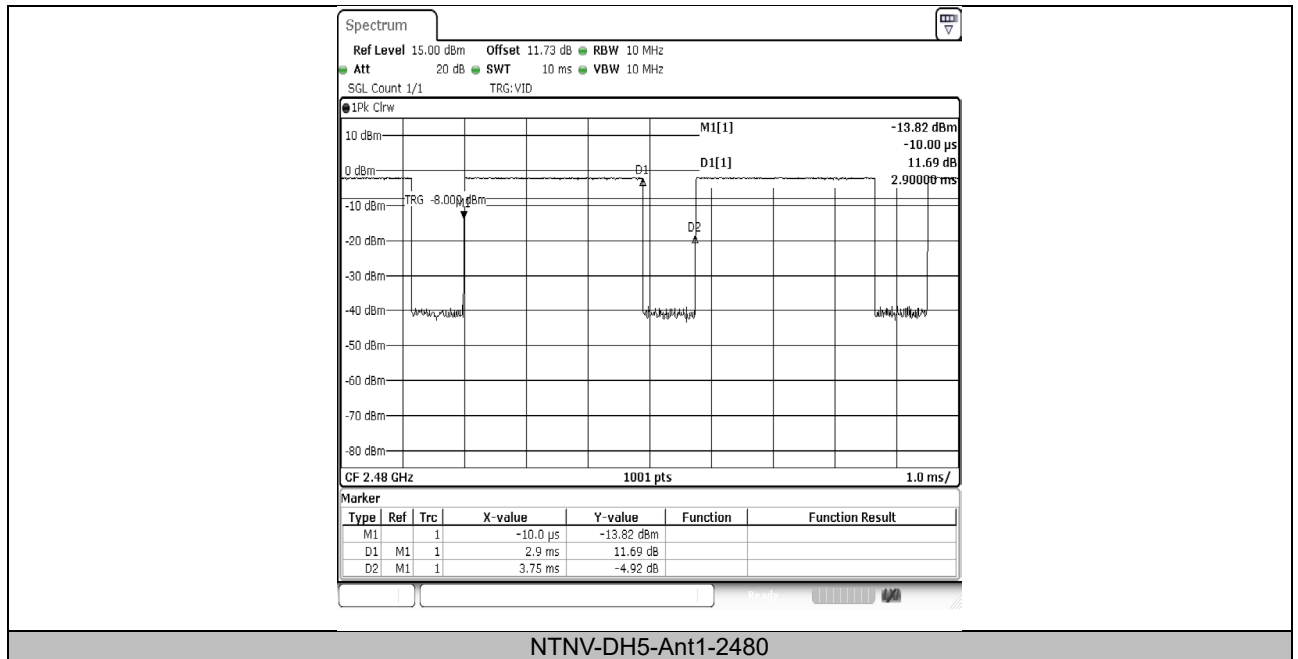 Spectrum
Ref Level 15.00 dBm Offset 11.73 dB RBW 10 MHz
Att 20 dB SWT 10 ms VBW 10 MHz
SGL Count 1/1 TRG:VID
1Pk Clrw
M1[1] -13.82 dBm
-10.00 µs
D1[1] 11.69 dB
2.90000 ms
10 dBm
0 dBm
D1
TRG -8.000 dBm
-10 dBm
M1
D2
-20 dBm
-30 dBm
-40 dBm
-50 dBm
-60 dBm
-70 dBm
-80 dBm
CF 2.48 GHz 1001 pts 1.0 ms/
Marker
Type Ref Trc X-value Y-value Function Function Result
M1 1 -10.0 µs -13.82 dBm
D1 M1 1 2.9 ms 11.69 dB
D2 M1 1 3.75 ms -4.92 dB
Ready
NTNV-DH5-Ant1-2480